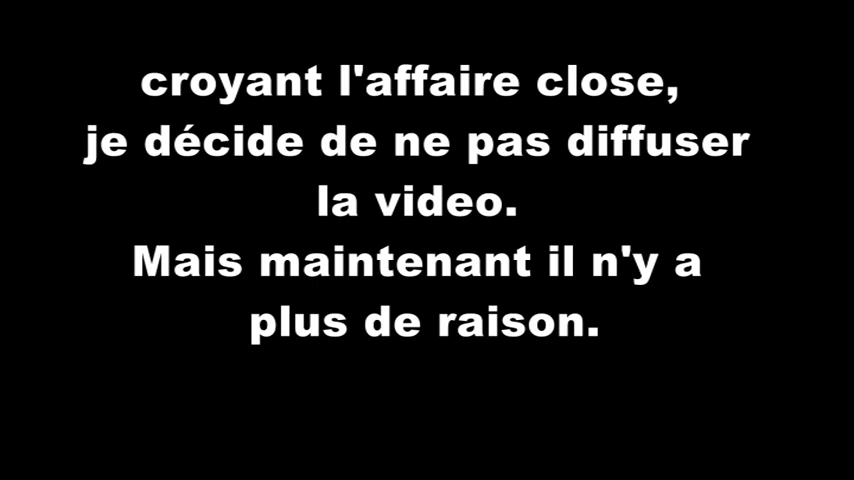 croyant l'affaire close,
je décide de ne pas diffuser
la video.
Mais maintenant il n'y a
plus de raison.